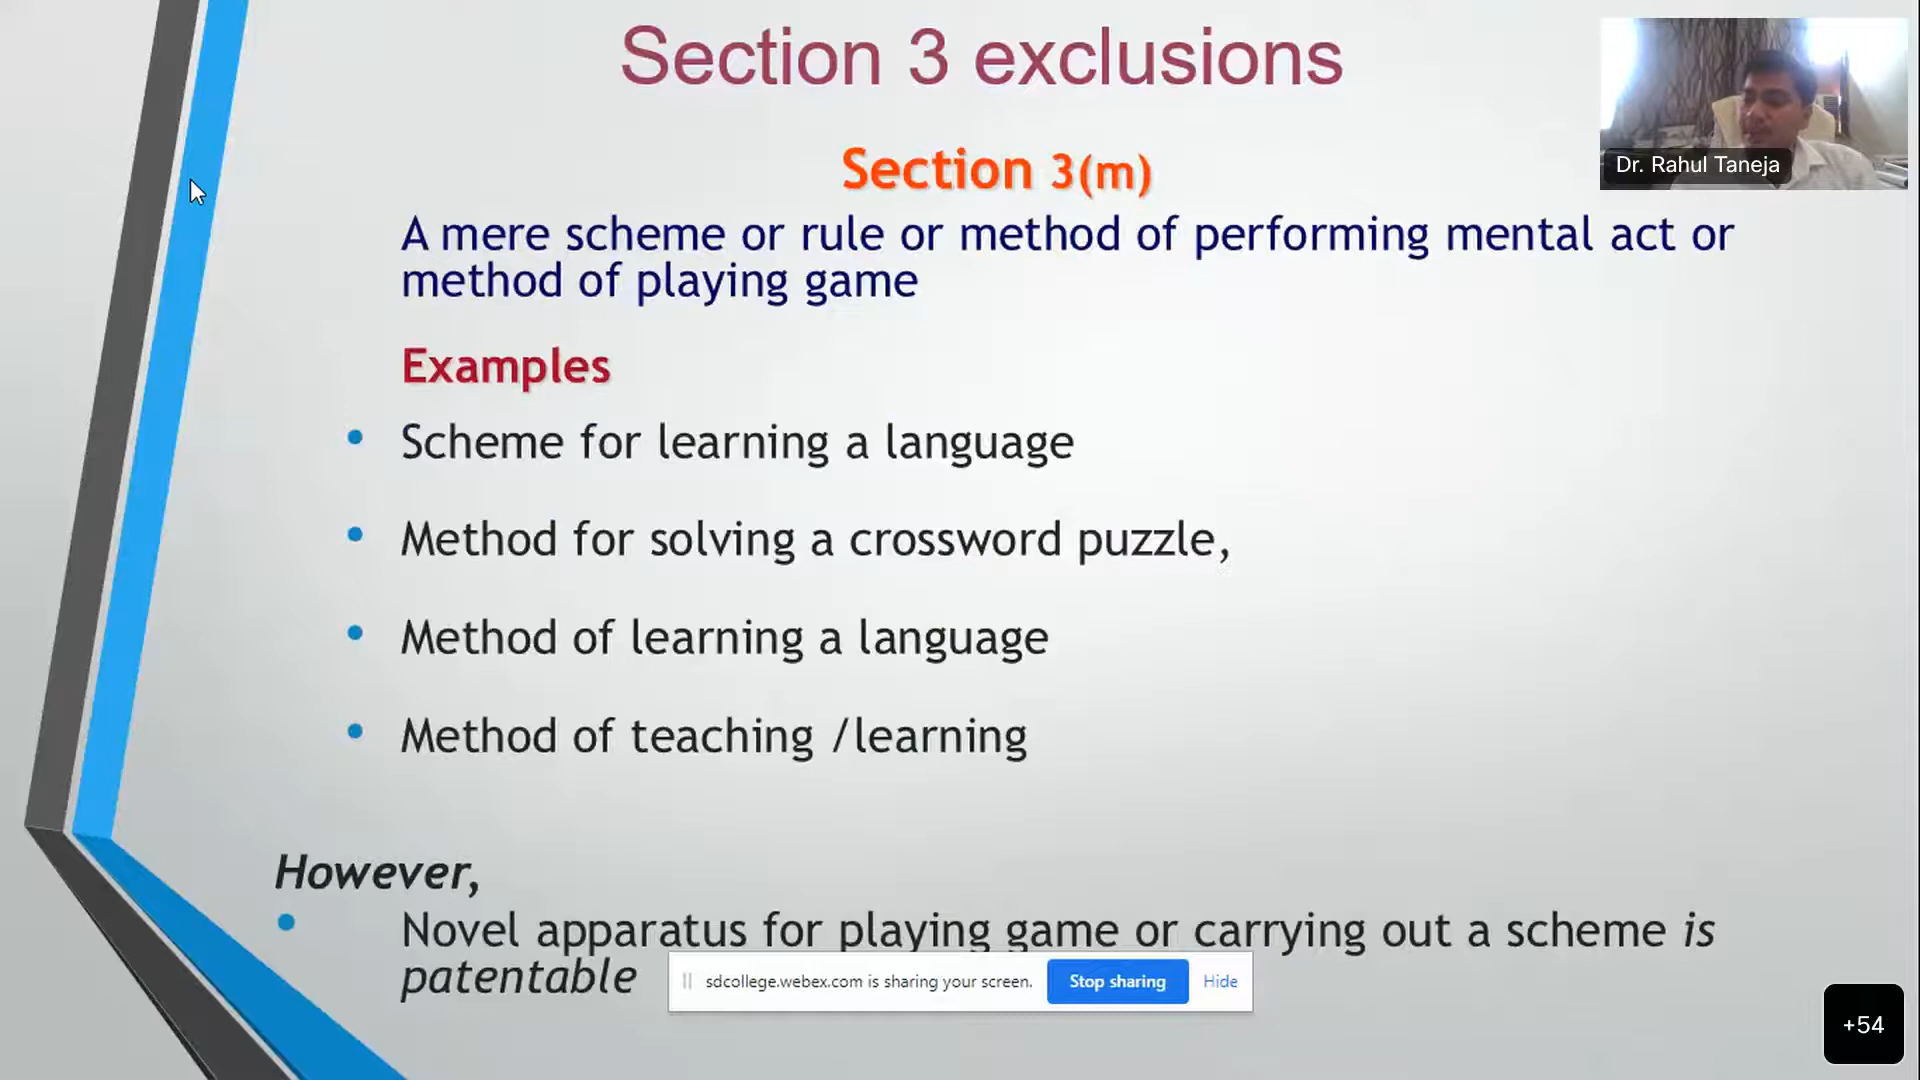 Section 3 exclusions
Dr. Rahul Taneja
Section 3(m)
A mere scheme or rule or method of performing mental act or
method of playing game
Examples
• Scheme for learning a language
• Method for solving a crossword puzzle,
• Method of learning a language
• Method of teaching /learning
However,
• Novel apparatus for playing game or carrying out a scheme is
patentable
sdcollege.webex.com is sharing your screen. Stop sharing Hide
+54